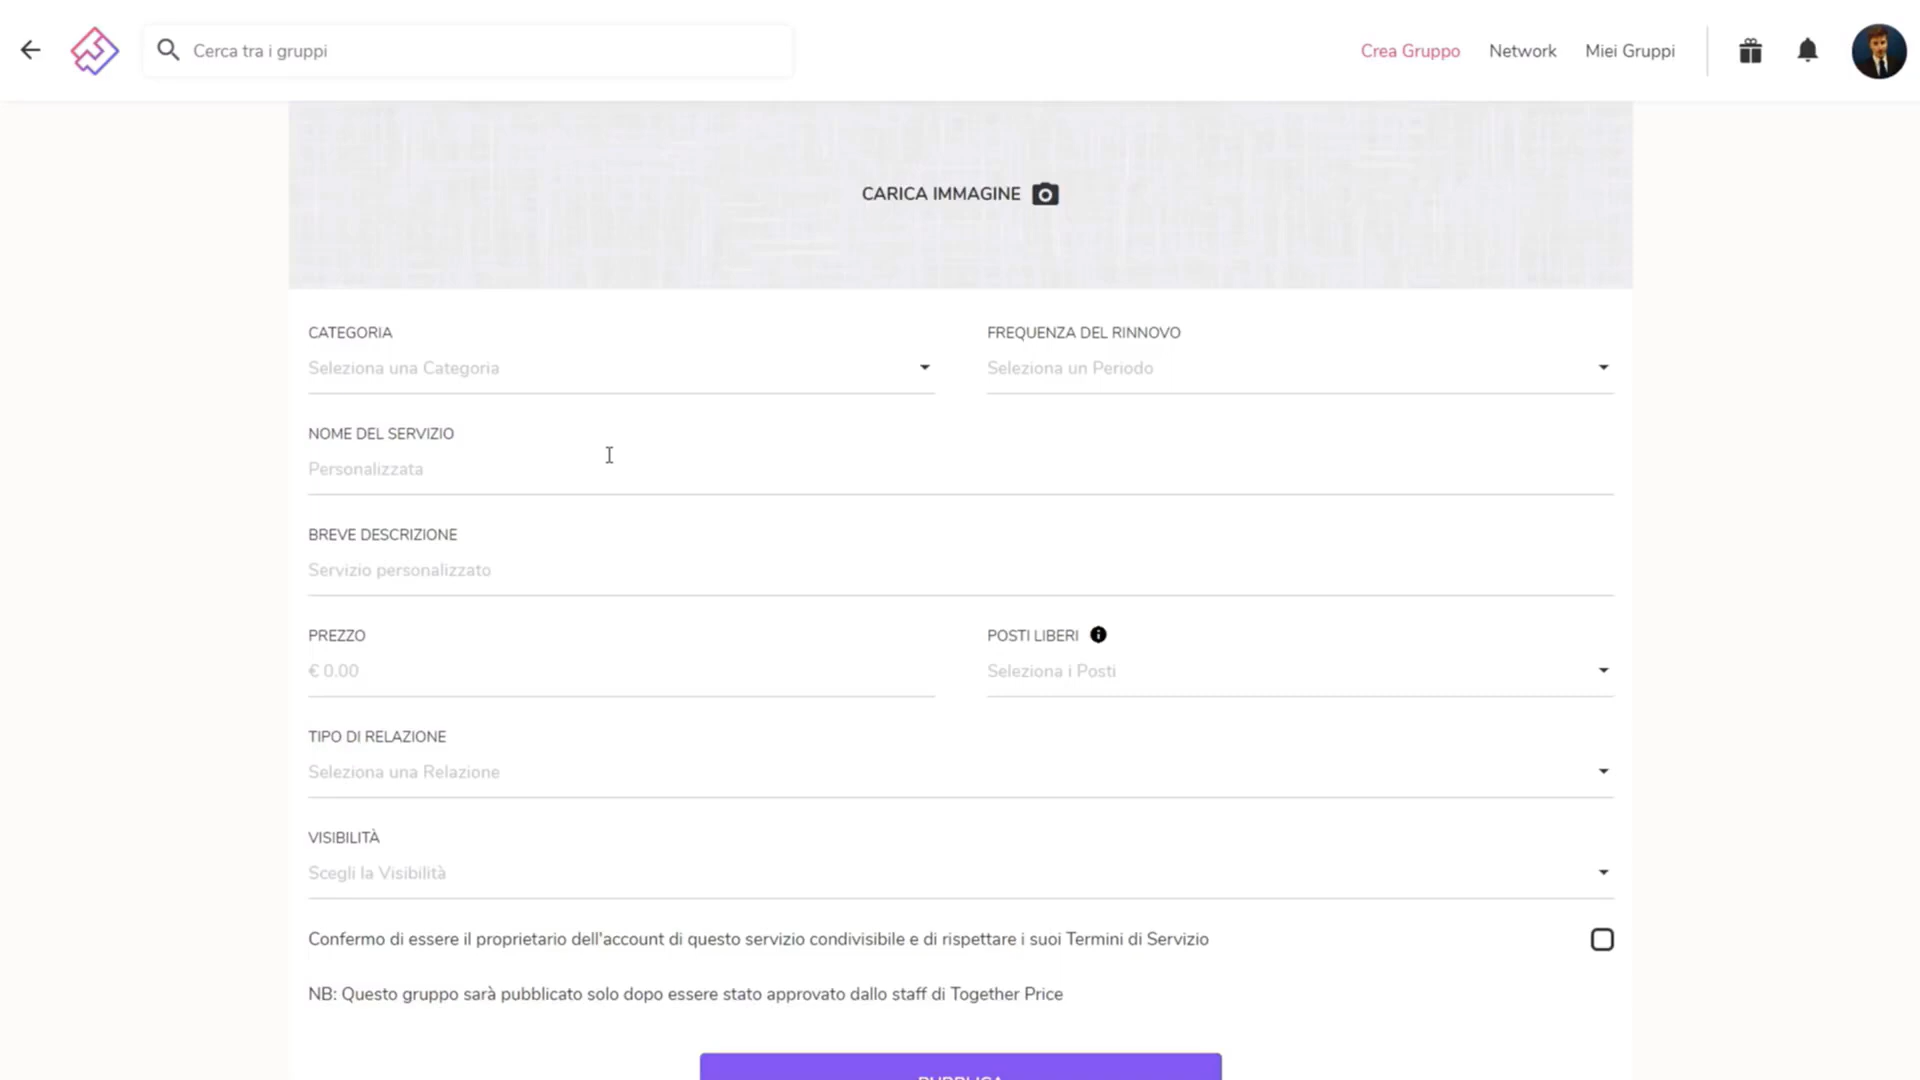 Cerca tra i gruppi
Crea Gruppo Network Miei Gruppi
CARICA IMMAGINE
CATEGORIA
Seleziona una Categoria
FREQUENZA DEL RINNOVO
Seleziona un Periodo
NOME DEL SERVIZIO
Personalizzata
BREVE DESCRIZIONE
Servizio personalizzato
PREZZO
€ 0.00
POSTI LIBERI
Seleziona i Posti
TIPO DI RELAZIONE
Seleziona una Relazione
VISIBILITÀ
Scegli la Visibilità
Confermo di essere il proprietario dell'account di questo servizio condivisibile e di rispettare i suoi Termini di Servizio
NB: Questo gruppo sarà pubblicato solo dopo essere stato approvato dallo staff di Together Price
PUBBLICA